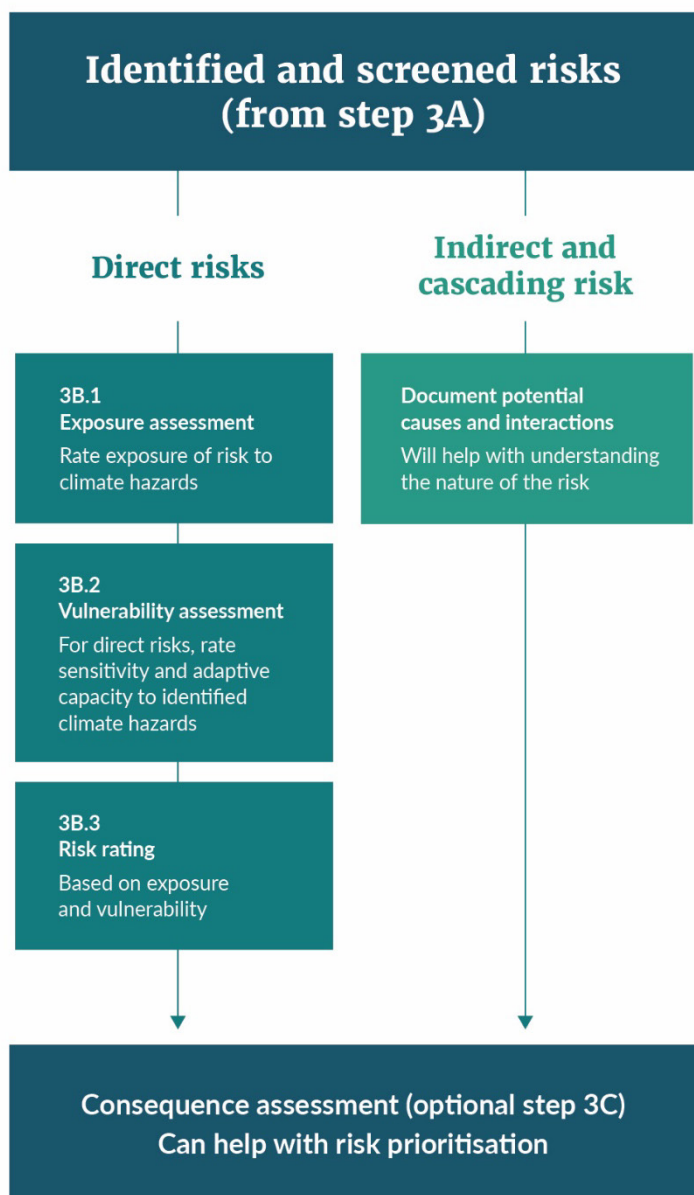 Identified and screened risks
(from step 3A)
Direct risks
3B.1
Exposure assessment
Rate exposure of risk to
climate hazards
3B.2
Vulnerability assessment
For direct risks, rate
sensitivity and adaptive
capacity to identified
climate hazards
3B.3
Risk rating
Based on exposure
and vulnerability
Indirect and
cascading risk
Document potential
causes and interactions
Will help with understanding
the nature of the risk
Consequence assessment (optional step 3C)
Can help with risk prioritisation